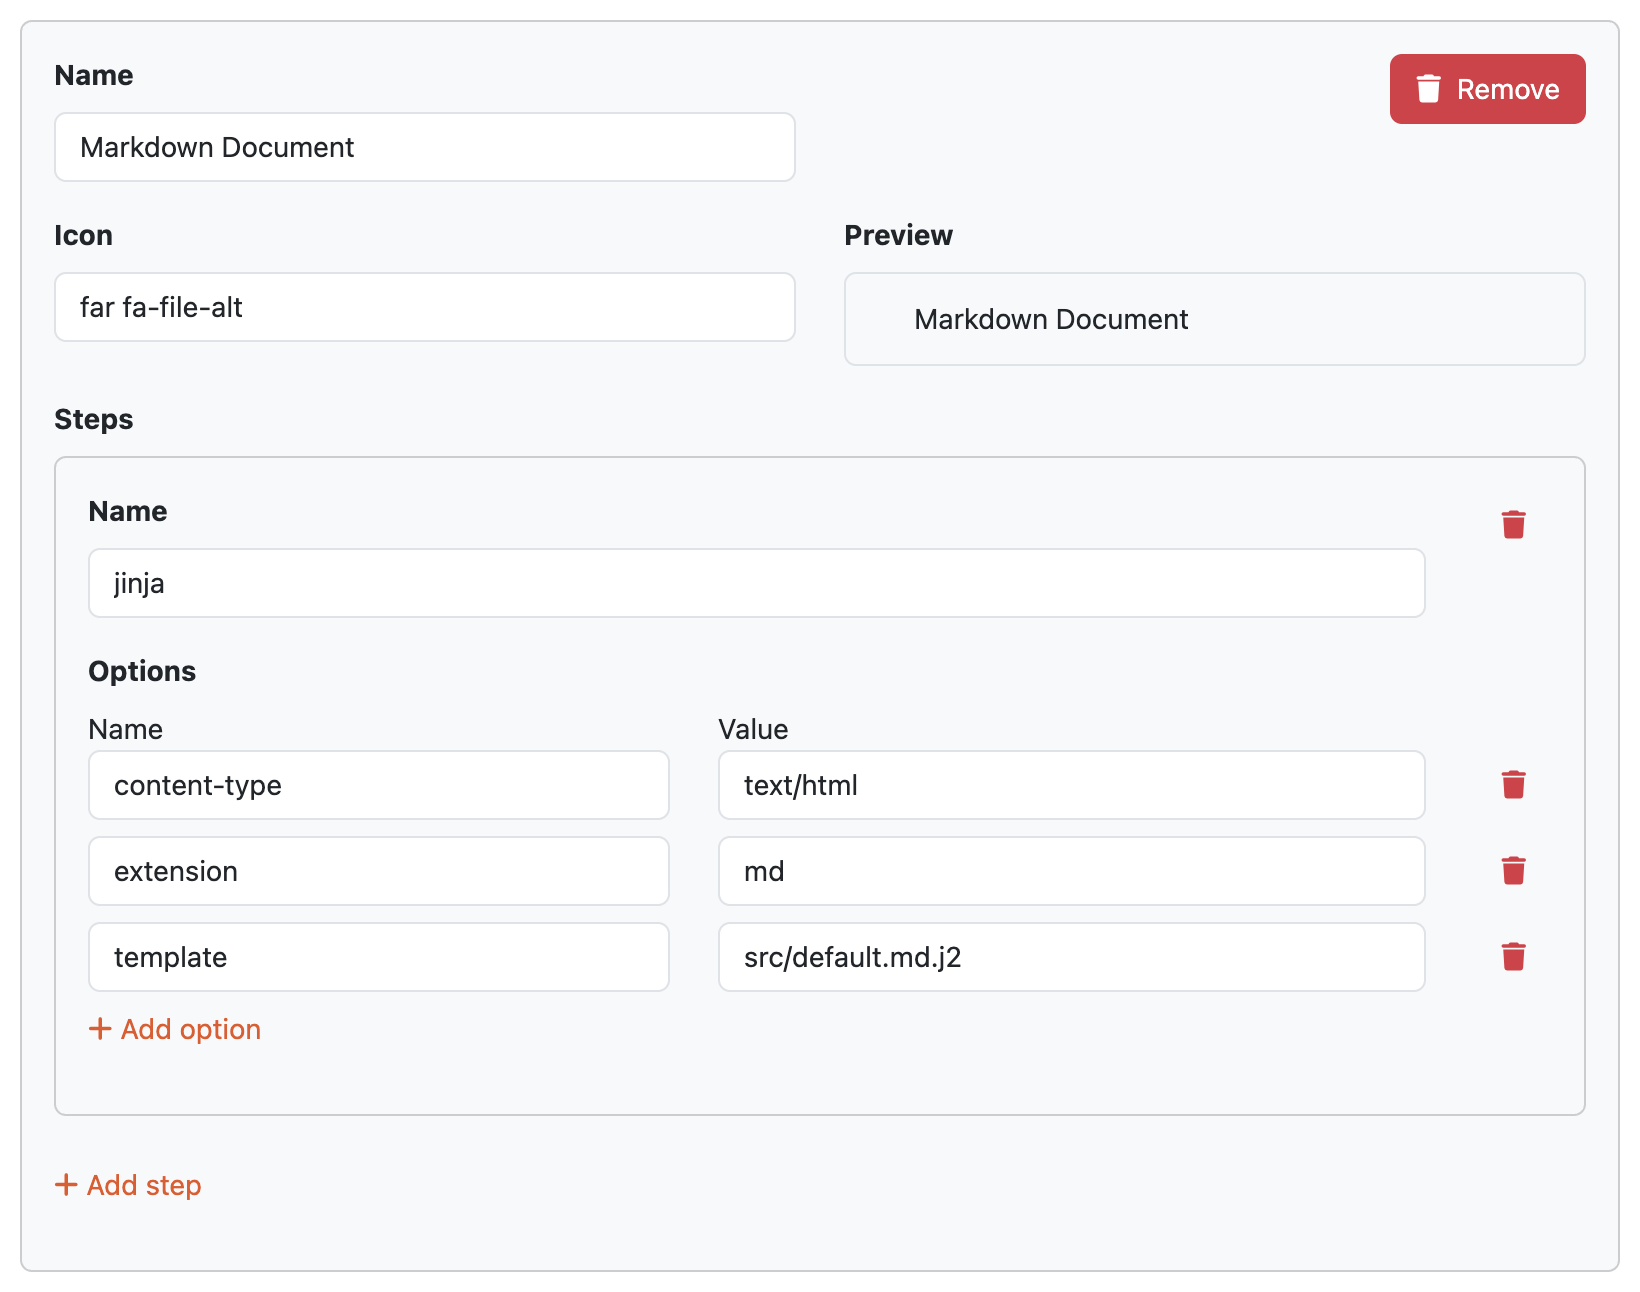 Name
Remove
Markdown Document
Icon
Preview
far fa-file-alt
Markdown Document
Steps
Name
jinja
Options
Name Value
content-type text/html
extension md
template src/default.md.j2
+ Add option
+ Add step